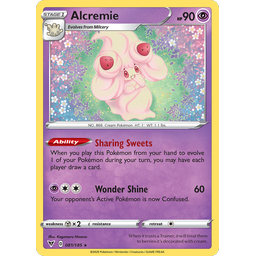 STAGE 1
Alcremie
HP 90
Evolves from Milcery
NO. 869 Cream Pokémon HT: 1' WT: 1.1 lbs.
Ability
Sharing Sweets
When you play this Pokémon from your hand to evolve
1 of your Pokémon during your turn, you may have each
player draw a card.
Wonder Shine 60
Your opponent's Active Pokémon is now Confused.
weakness ×2 resistance retreat
081/185